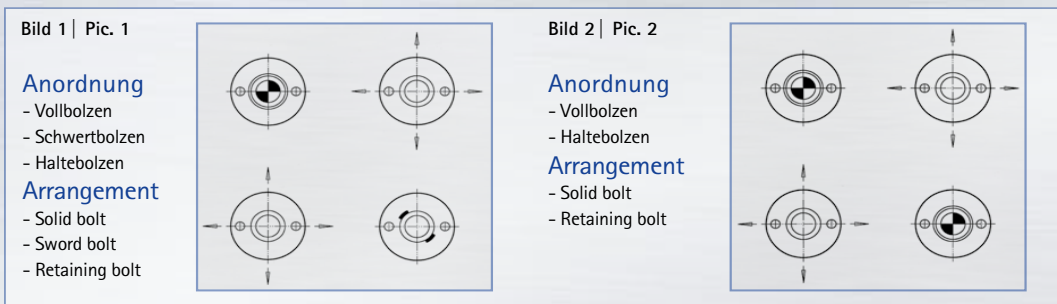 Bild 1 | Pic. 1
Anordnung
- Vollbolzen
- Schwertbolzen
- Haltebolzen
Arrangement
- Solid bolt
- Sword bolt
- Retaining bolt
Bild 2 | Pic. 2
Anordnung
- Vollbolzen
- Haltebolzen
Arrangement
- Solid bolt
- Retaining bolt